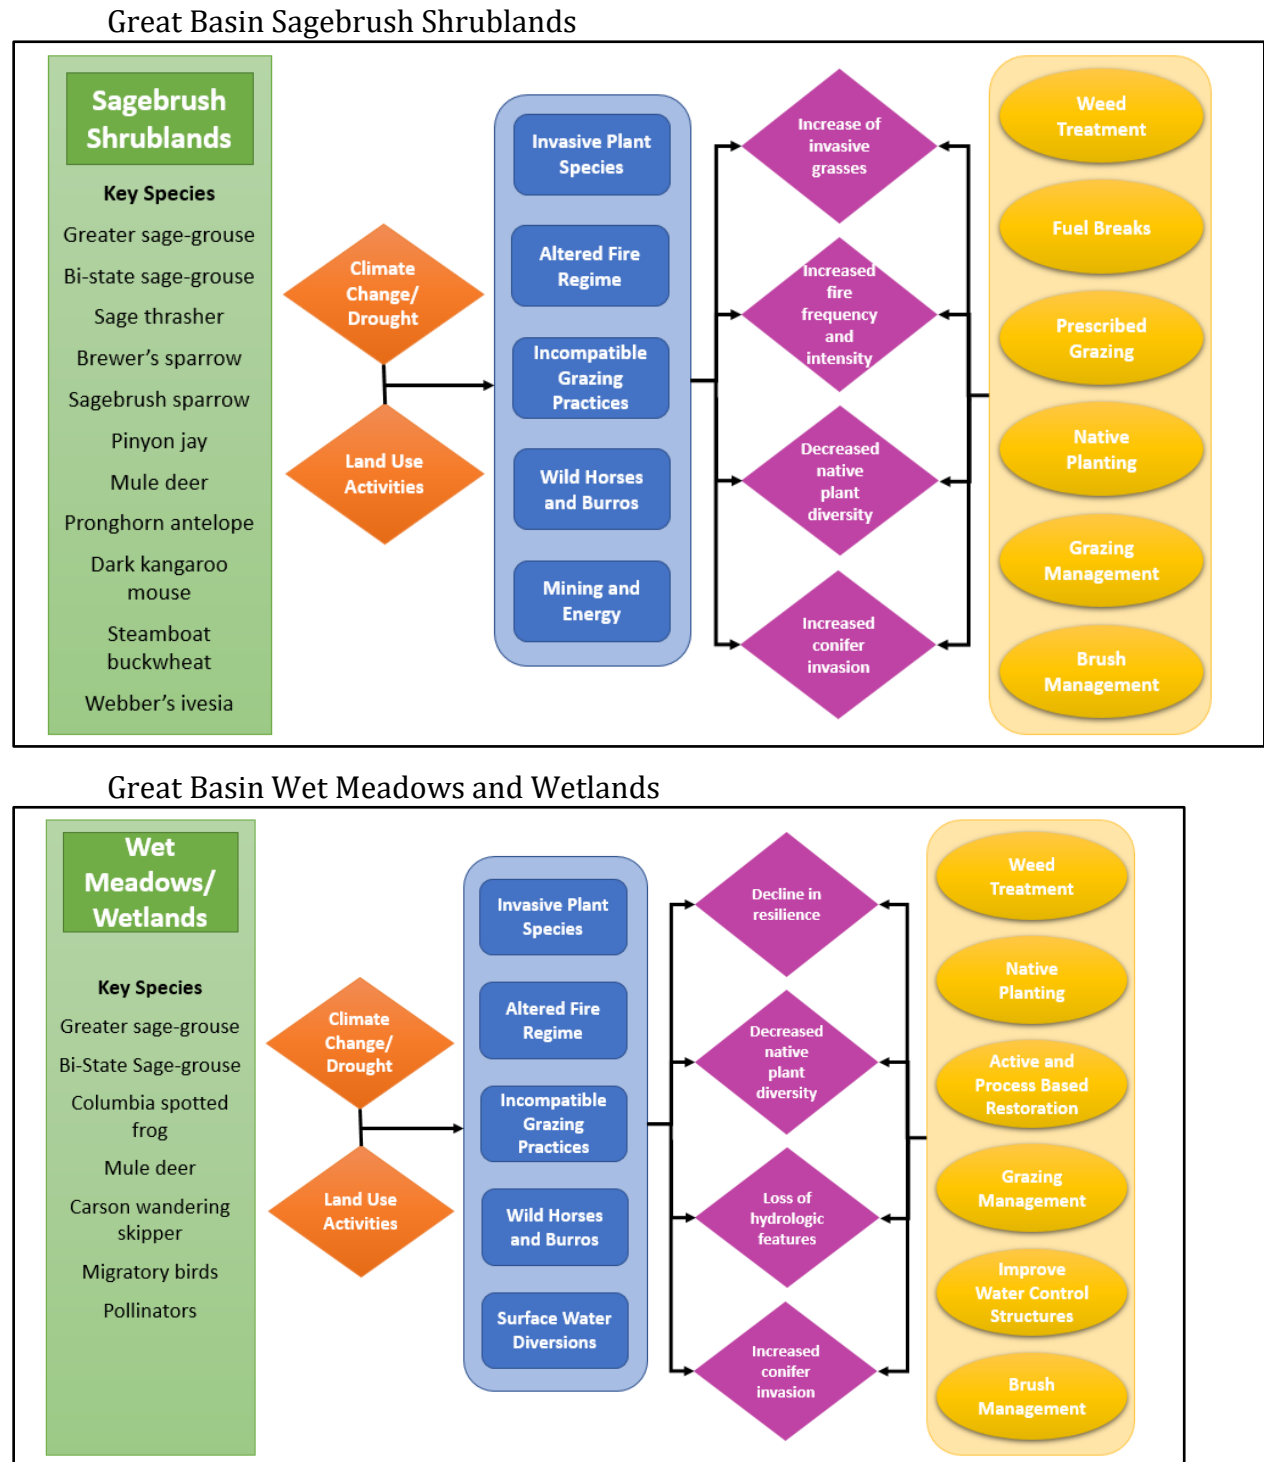 Great Basin Sagebrush Shrublands
Sagebrush
Shrublands
Key Species
Greater sage-grouse
Bi-state sage-grouse
Sage thrasher
Brewer’s sparrow
Sagebrush sparrow
Pinyon jay
Mule deer
Pronghorn antelope
Dark kangaroo
mouse
Steamboat
buckwheat
Webber’s ivesia
Climate
Change/
Drought
Land Use
Activities
Invasive Plant
Species
Altered Fire
Regime
Incompatible
Grazing
Practices
Wild Horses
and Burros
Mining and
Energy
Increase of
invasive
grasses
Increased
fire
frequency
and
intensity
Decreased
native
plant
diversity
Increased
conifer
invasion
Weed
Treatment
Fuel Breaks
Prescribed
Grazing
Native
Planting
Grazing
Management
Brush
Management
Great Basin Wet Meadows and Wetlands
Wet
Meadows/
Wetlands
Key Species
Greater sage-grouse
Bi-State Sage-grouse
Columbia spotted
frog
Mule deer
Carson wandering
skipper
Migratory birds
Pollinators
Climate
Change/
Drought
Land Use
Activities
Invasive Plant
Species
Altered Fire
Regime
Incompatible
Grazing
Practices
Wild Horses
and Burros
Surface Water
Diversions
Decline in
resilience
Decreased
native
plant
diversity
Loss of
hydrologic
features
Increased
conifer
invasion
Weed
Treatment
Native
Planting
Active and
Process Based
Restoration
Grazing
Management
Improve
Water Control
Structures
Brush
Management